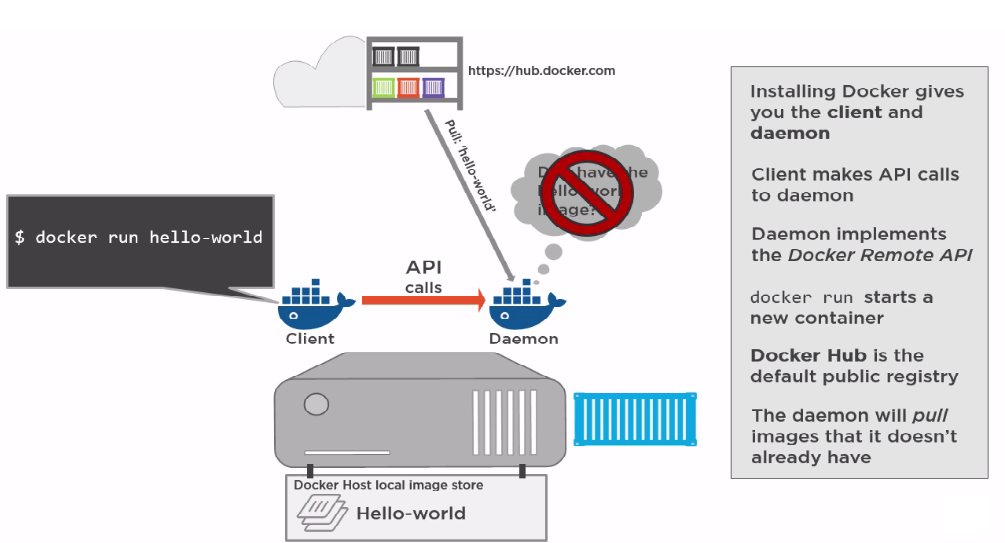 https://hub.docker.com
Pull: 'hello-world'
have the
image?
$ docker run hello-world
API
calls
Client
Daemon
Docker Host local image store
Hello-world
Installing Docker gives
you the client and
daemon
Client makes API calls
to daemon
Daemon implements
the Docker Remote API
docker run starts a
new container
Docker Hub is the
default public registry
The daemon will pull
images that it doesn't
already have